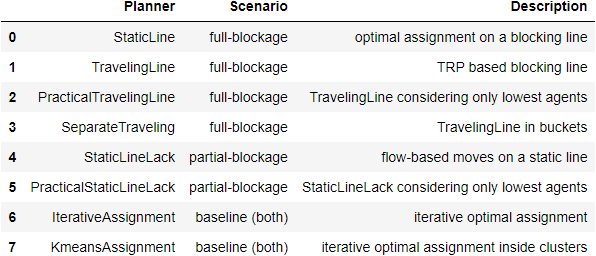 Planner Scenario Description
0 StaticLine full-blockage optimal assignment on a blocking line
1 TravelingLine full-blockage TRP based blocking line
2 PracticalTravelingLine full-blockage TravelingLine considering only lowest agents
3 SeparateTraveling full-blockage TravelingLine in buckets
4 StaticLineLack partial-blockage flow-based moves on a static line
5 PracticalStaticLineLack partial-blockage StaticLineLack considering only lowest agents
6 IterativeAssignment baseline (both) iterative optimal assignment
7 KmeansAssignment baseline (both) iterative optimal assignment inside clusters